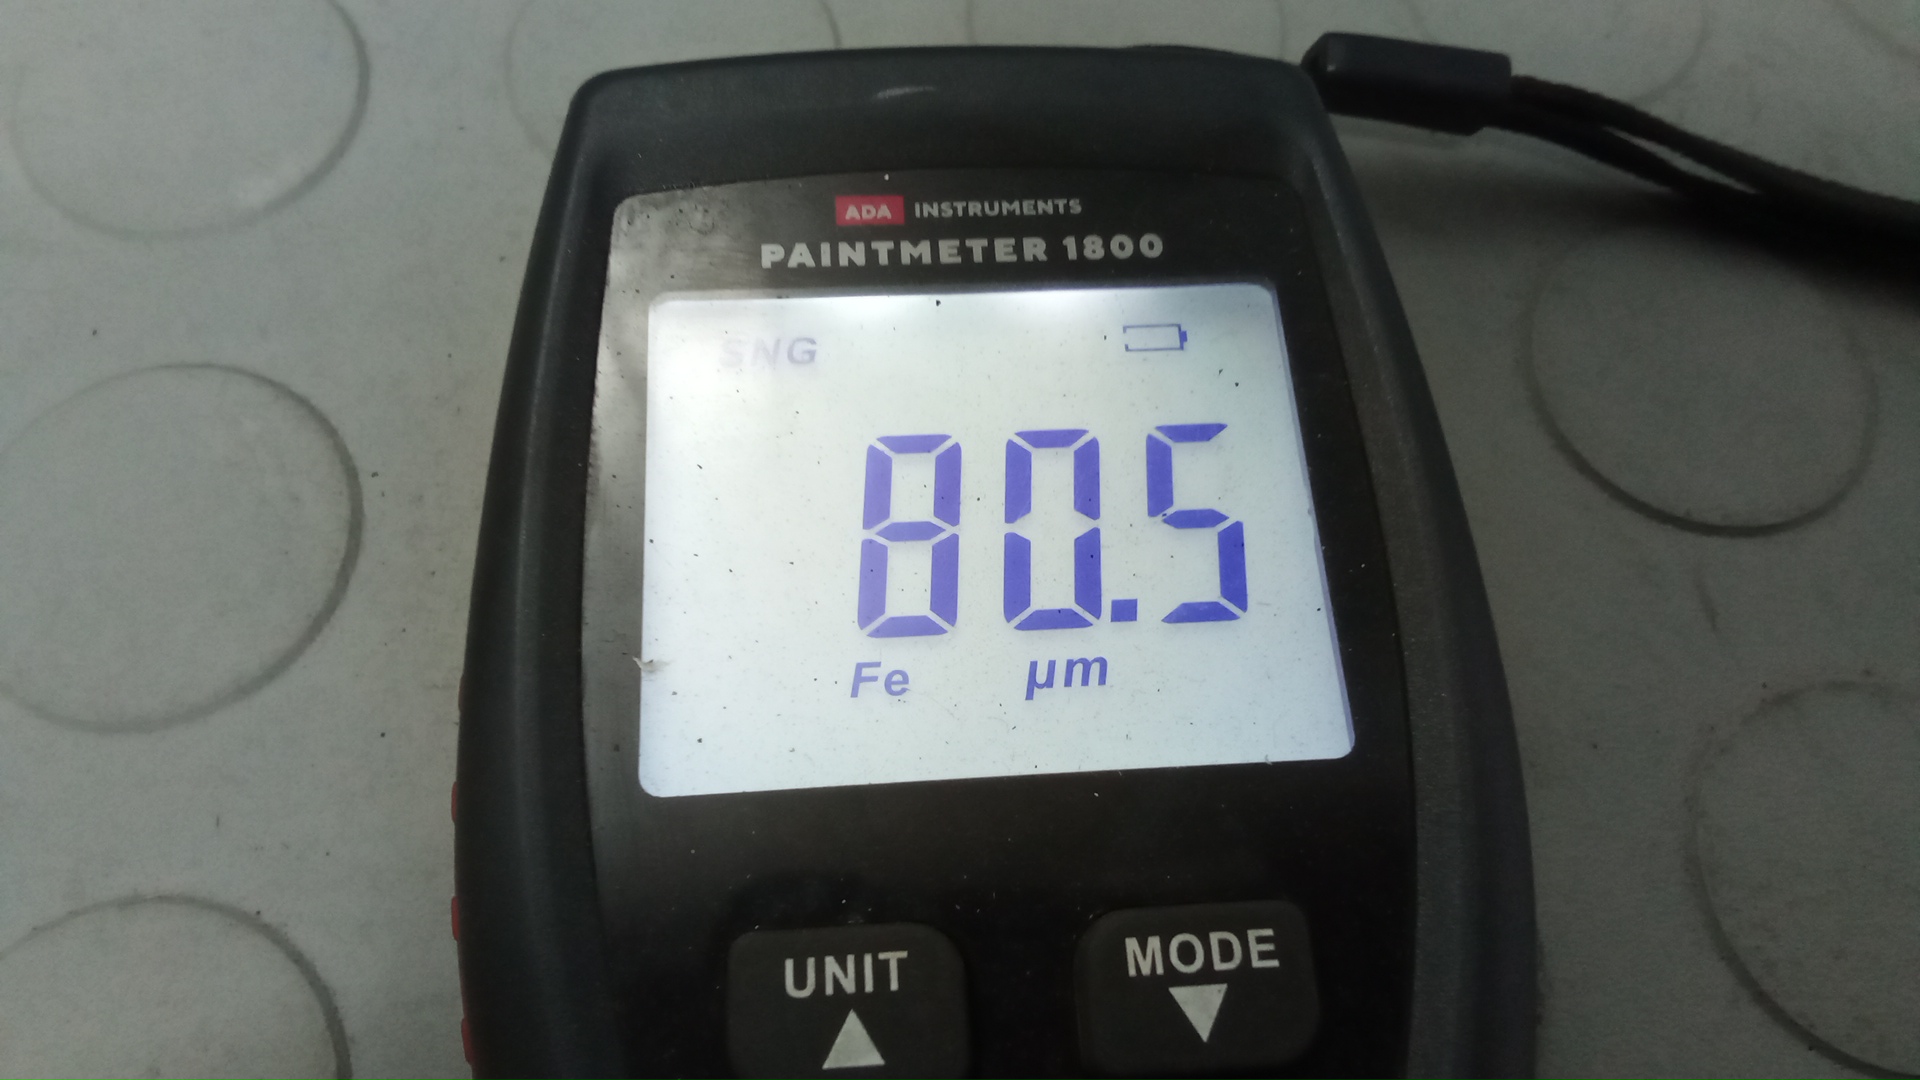 ADA INSTRUMENTS
PAINTMETER 1800
SNG
80.5
Fe µm
UNIT MODE